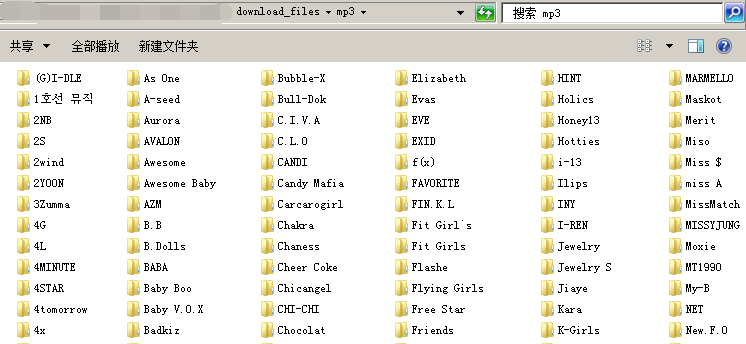 download_files mp3 搜索 mp3
共享 全部播放 新建文件夹
(G)I-DLE As One Bubble-X Elizabeth HINT MARMELLO
1호선 뮤직 A-seed Bull-Dok Evas Holics Maskot
2NB Aurora C.I.V.A EVE Honey13 Merit
2S AVALON C.L.O EXID Hotties Miso
2wind Awesome CANDI f(x) i-13 Miss $
2YOON Awesome Baby Candy Mafia FAVORITE Ilips miss A
3Zumma AZM Carcarogirl FIN.K.L INY MissMatch
4G B.B Chakra Fit Girl`s I-REN MISSYJUNG
4L B.Dolls Chaness Fit Girls Jewelry Moxie
4MINUTE BABA Cheer Coke Flashe Jewelry S MT1990
4STAR Baby Boo Chicangel Flying Girls Jiaye My-B
4tomorrow Baby V.O.X CHI-CHI Free Star Kara NET
4x Badkiz Chocolat Friends K-Girls New.F.O